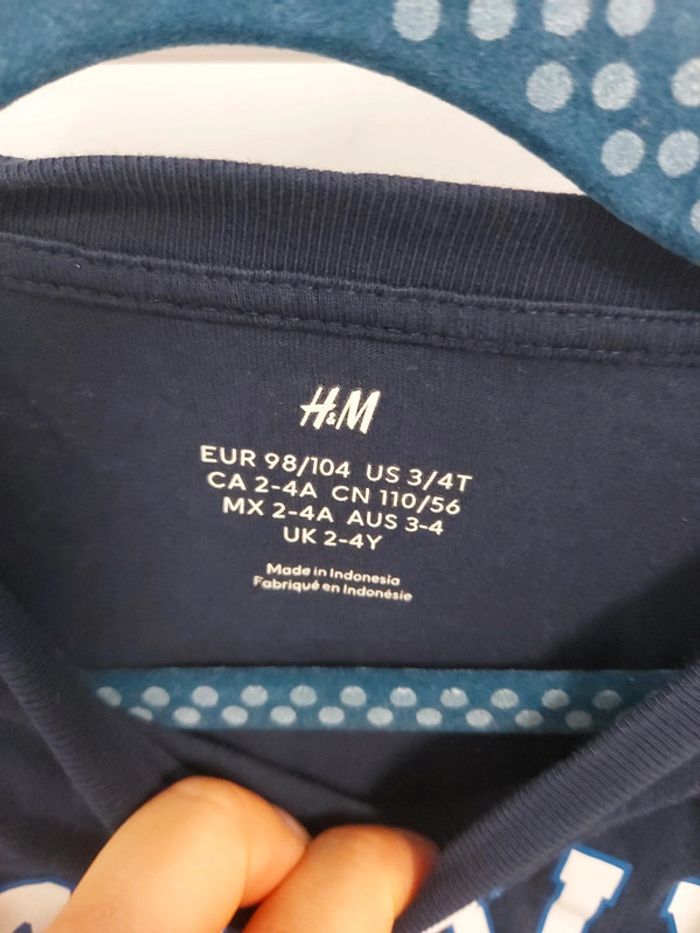 H&M
EUR 98/104 US 3/4T
CA 2-4A CN 110/56
MX 2-4A AUS 3-4
UK 2-4Y
Made in Indonesia
Fabriqué en Indonésie